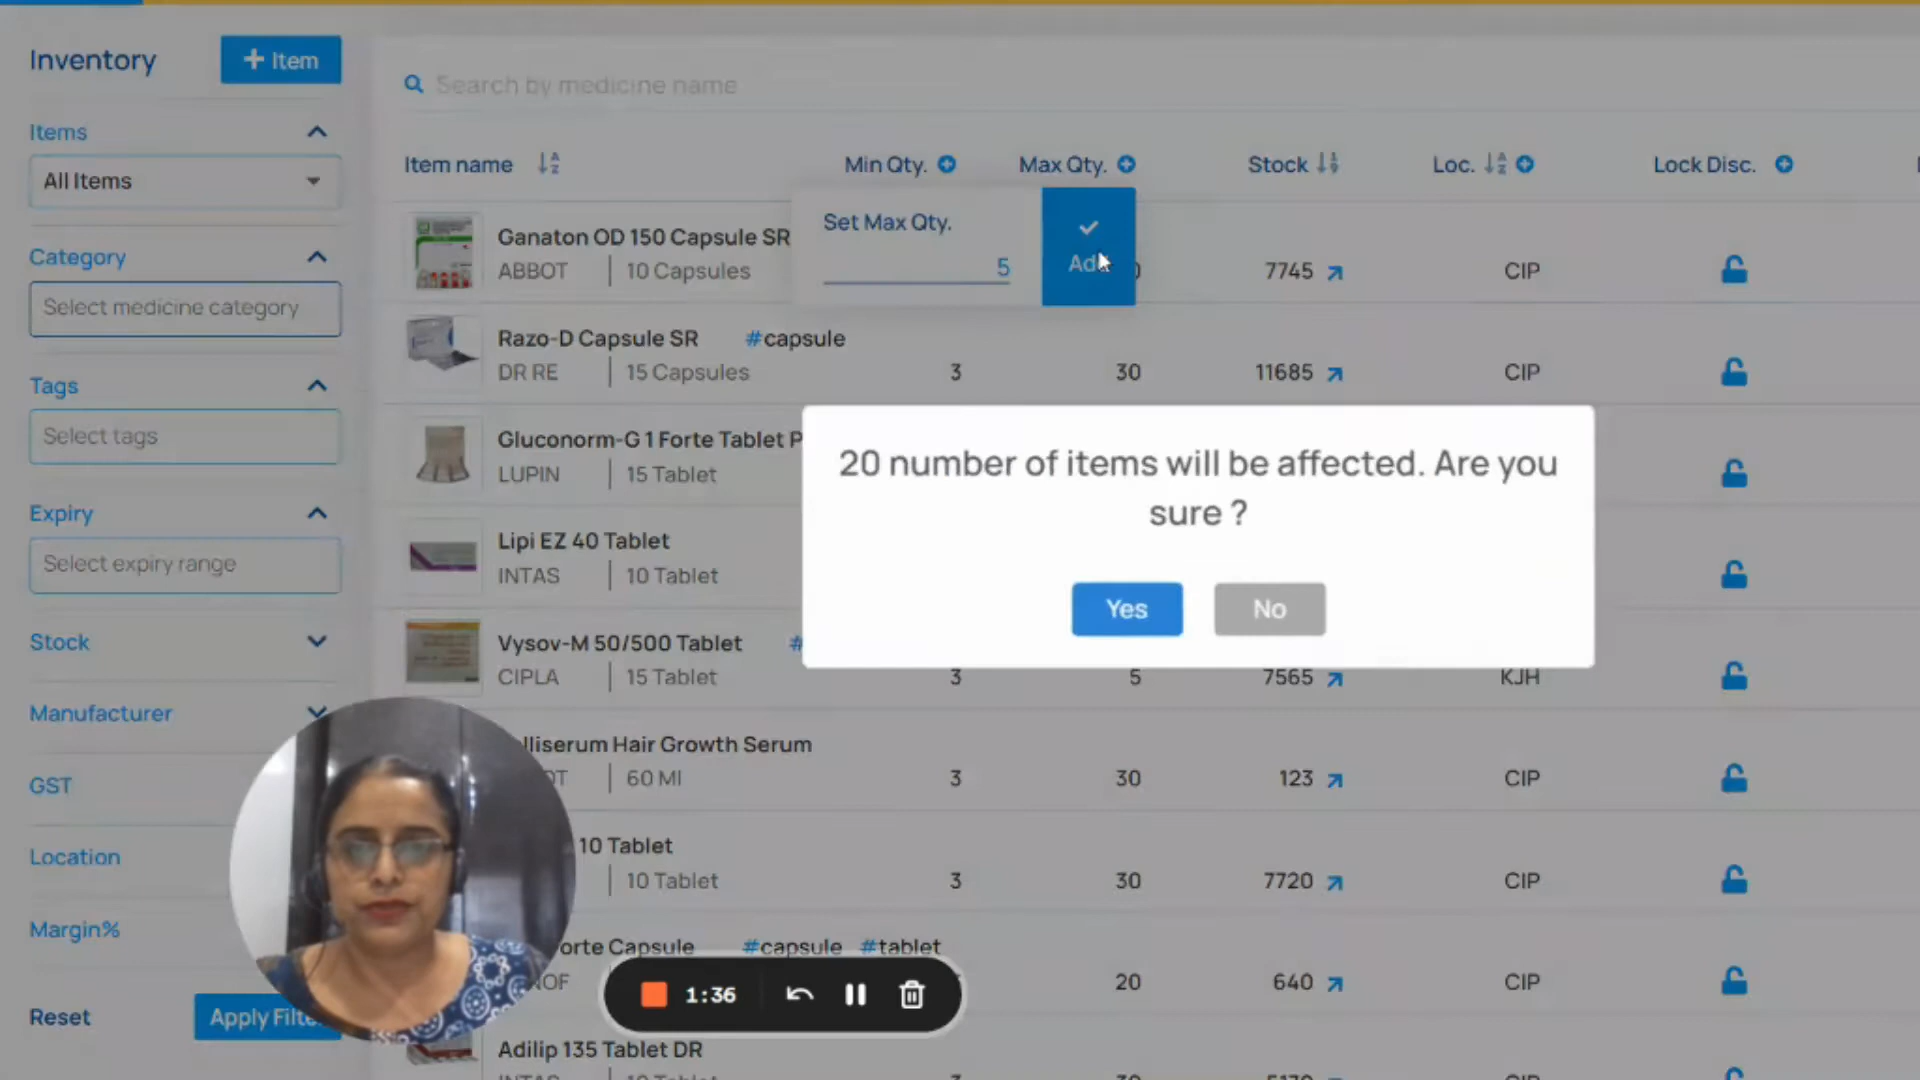 Inventory
+ Item
Search by medicine name
Items
All Items
Category
Select medicine category
Tags
Select tags
Expiry
Select expiry range
Stock
Manufacturer
GST
Location
Margin%
Reset
Apply
Item name
Min Qty.
Max Qty.
Stock
Loc.
Lock Disc.
Set Max Qty.
5
Ganaton OD 150 Capsule SR
ABBOT | 10 Capsules
7745
CIP
Razo-D Capsule SR #capsule
DR RE | 15 Capsules 3 30 11685 CIP
Gluconorm-G 1 Forte Tablet P
LUPIN | 15 Tablet
20 number of items will be affected. Are you
sure ?
Yes
No
Lipi EZ 40 Tablet
INTAS | 10 Tablet
Vysov-M 50/500 Tablet #
CIPLA | 15 Tablet 3 5 7565 KJH
Hair Growth Serum
60 Ml 3 30 123 CIP
10 Tablet
10 Tablet 3 30 7720 CIP
Capsule #capsule #tablet
20 640 CIP
1:36
Adilip 135 Tablet DR